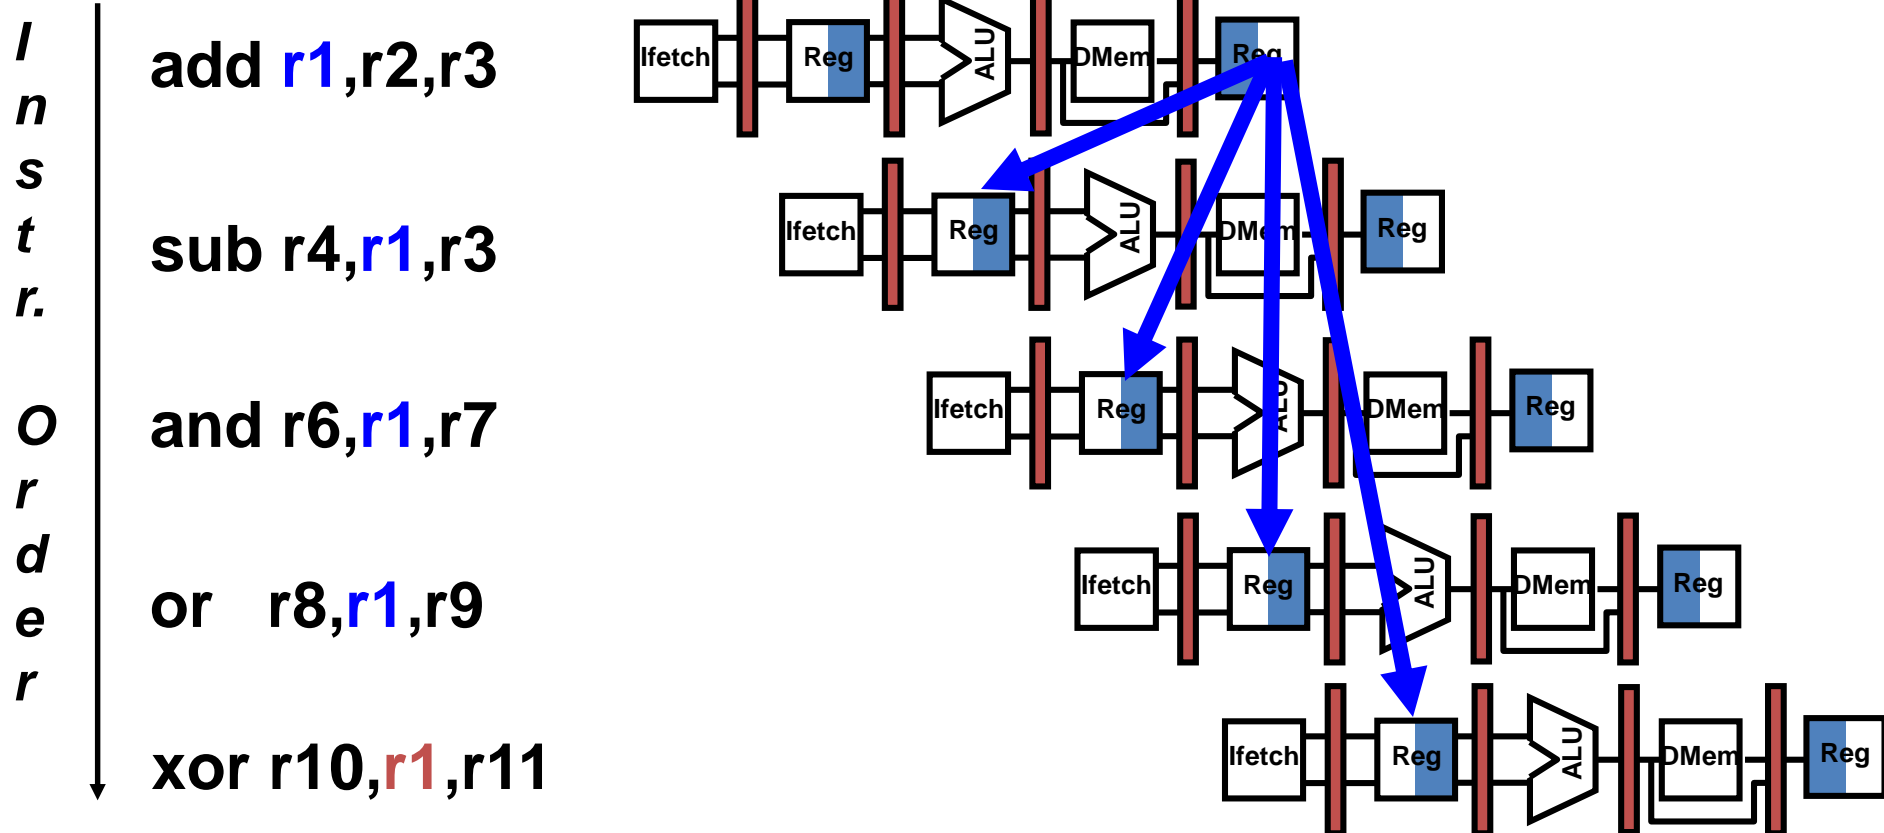 Instr. Order
add r1,r2,r3
Ifetch Reg ALU DMem Reg
sub r4,r1,r3
Ifetch Reg ALU DMem Reg
and r6,r1,r7
Ifetch Reg ALU DMem Reg
or r8,r1,r9
Ifetch Reg ALU DMem Reg
xor r10,r1,r11
Ifetch Reg ALU DMem Reg